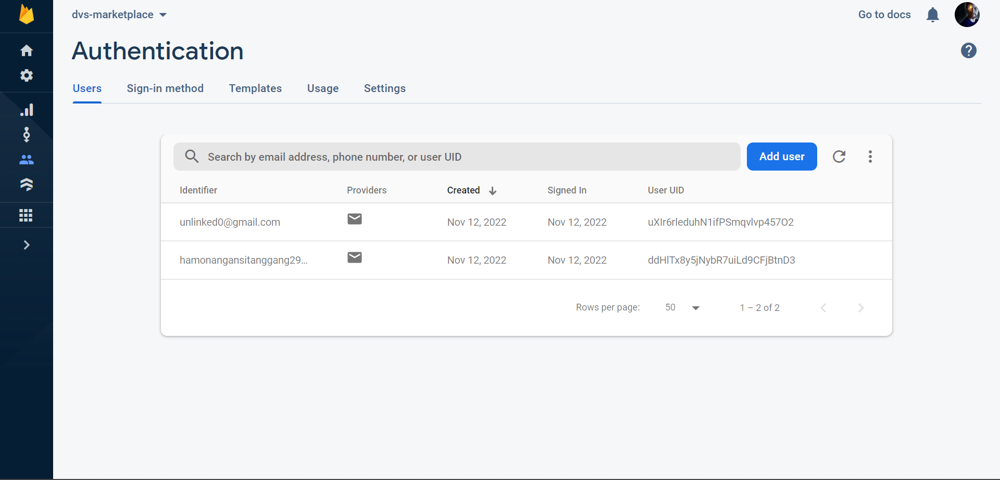 dvs-marketplace
Go to docs
Authentication
Users Sign-in method Templates Usage Settings
Search by email address, phone number, or user UID
Add user
Identifier Providers Created Signed In User UID
unlinked0@gmail.com Nov 12, 2022 Nov 12, 2022 uXIr6rleduhN1ifPSmqvlvp457O2
hamonangansitanggang29... Nov 12, 2022 Nov 12, 2022 ddHlTx8y5jNybR7uiLd9CFjBtnD3
Rows per page: 50 1 – 2 of 2